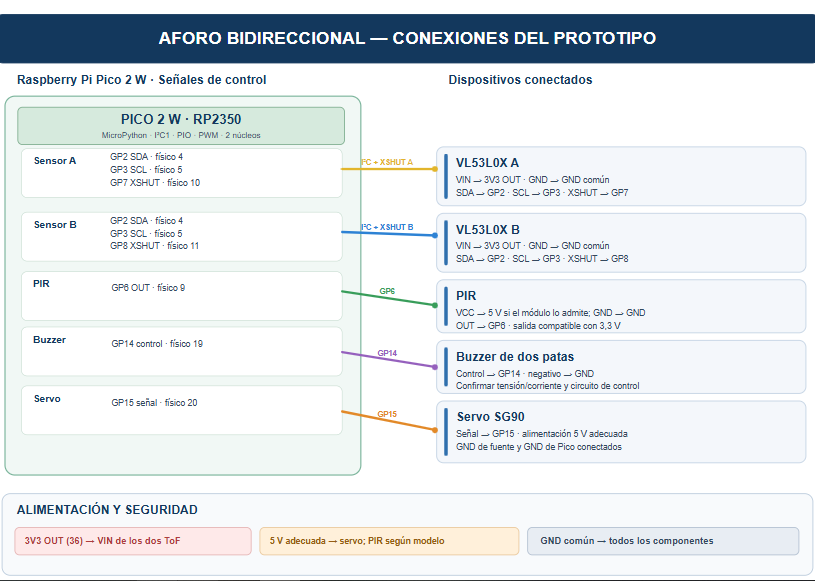 AFORO BIDIRECCIONAL — CONEXIONES DEL PROTOTIPO
Raspberry Pi Pico 2 W · Señales de control
PICO 2 W · RP2350
MicroPython · I²C1 · PIO · PWM · 2 núcleos
Sensor A
GP2 SDA · físico 4
GP3 SCL · físico 5
GP7 XSHUT · físico 10
Sensor B
GP2 SDA · físico 4
GP3 SCL · físico 5
GP8 XSHUT · físico 11
PIR
GP6 OUT · físico 9
Buzzer
GP14 control · físico 19
Servo
GP15 señal · físico 20
I²C + XSHUT A
I²C + XSHUT B
GP6
GP14
GP15
Dispositivos conectados
VL53L0X A
VIN → 3V3 OUT · GND → GND común
SDA → GP2 · SCL → GP3 · XSHUT → GP7
VL53L0X B
VIN → 3V3 OUT · GND → GND común
SDA → GP2 · SCL → GP3 · XSHUT → GP8
PIR
VCC → 5 V si el módulo lo admite; GND → GND
OUT → GP6 · salida compatible con 3,3 V
Buzzer de dos patas
Control → GP14 · negativo → GND
Confirmar tensión/corriente y circuito de control
Servo SG90
Señal → GP15 · alimentación 5 V adecuada
GND de fuente y GND de Pico conectados
ALIMENTACIÓN Y SEGURIDAD
3V3 OUT (36) → VIN de los dos ToF
5 V adecuada → servo; PIR según modelo
GND común → todos los componentes